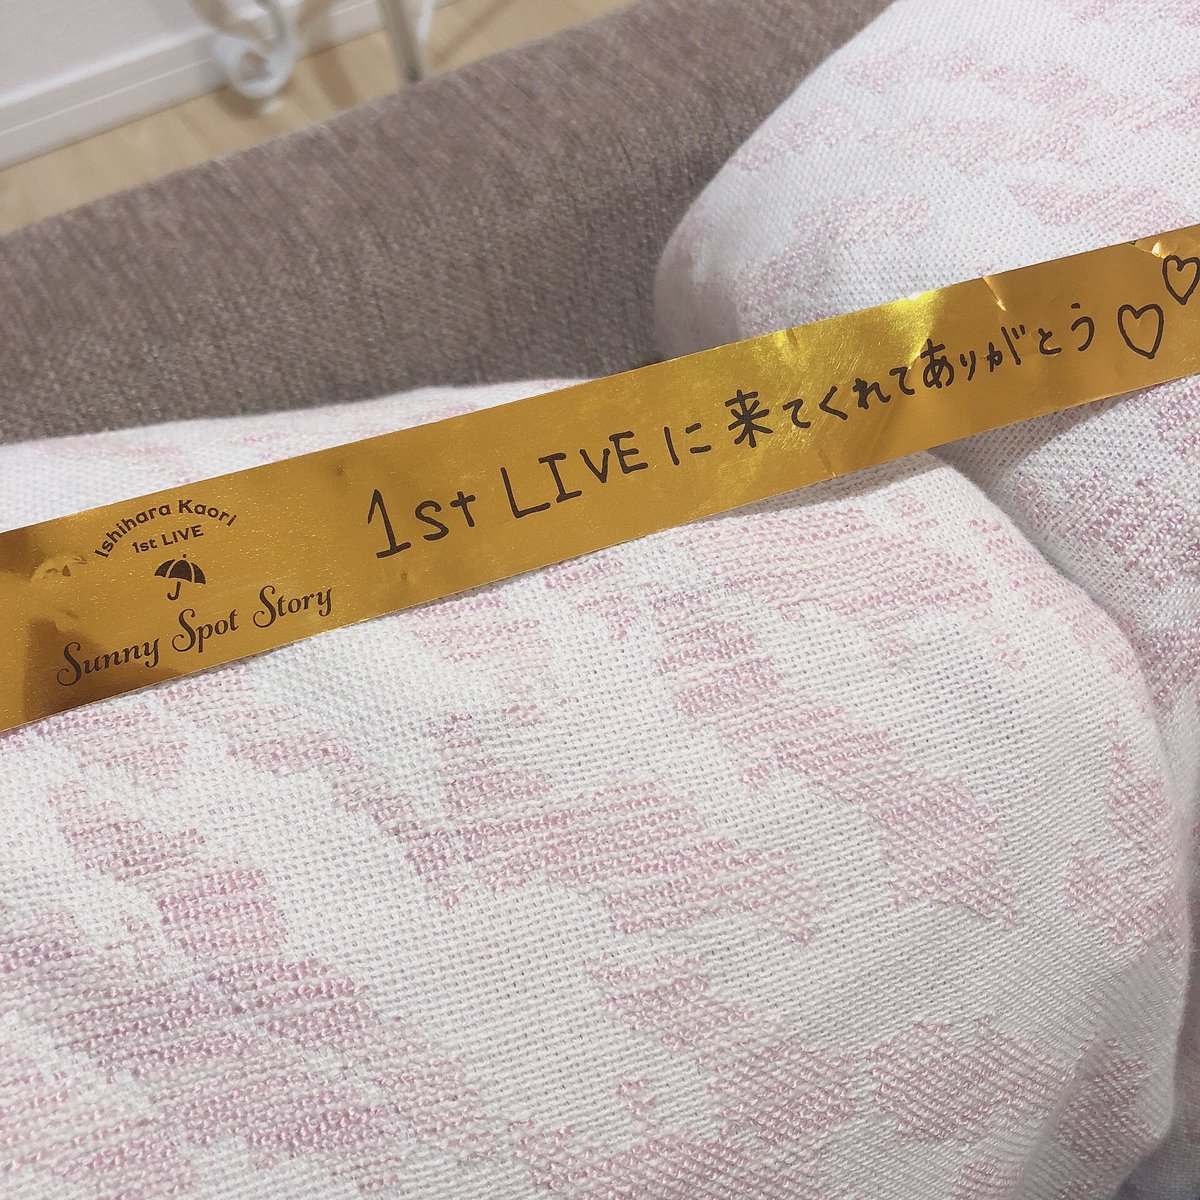 Ishihara Kaori
1st LIVE
Sunny Spot Story
1st LIVEに来てくれてありがとう♡♡